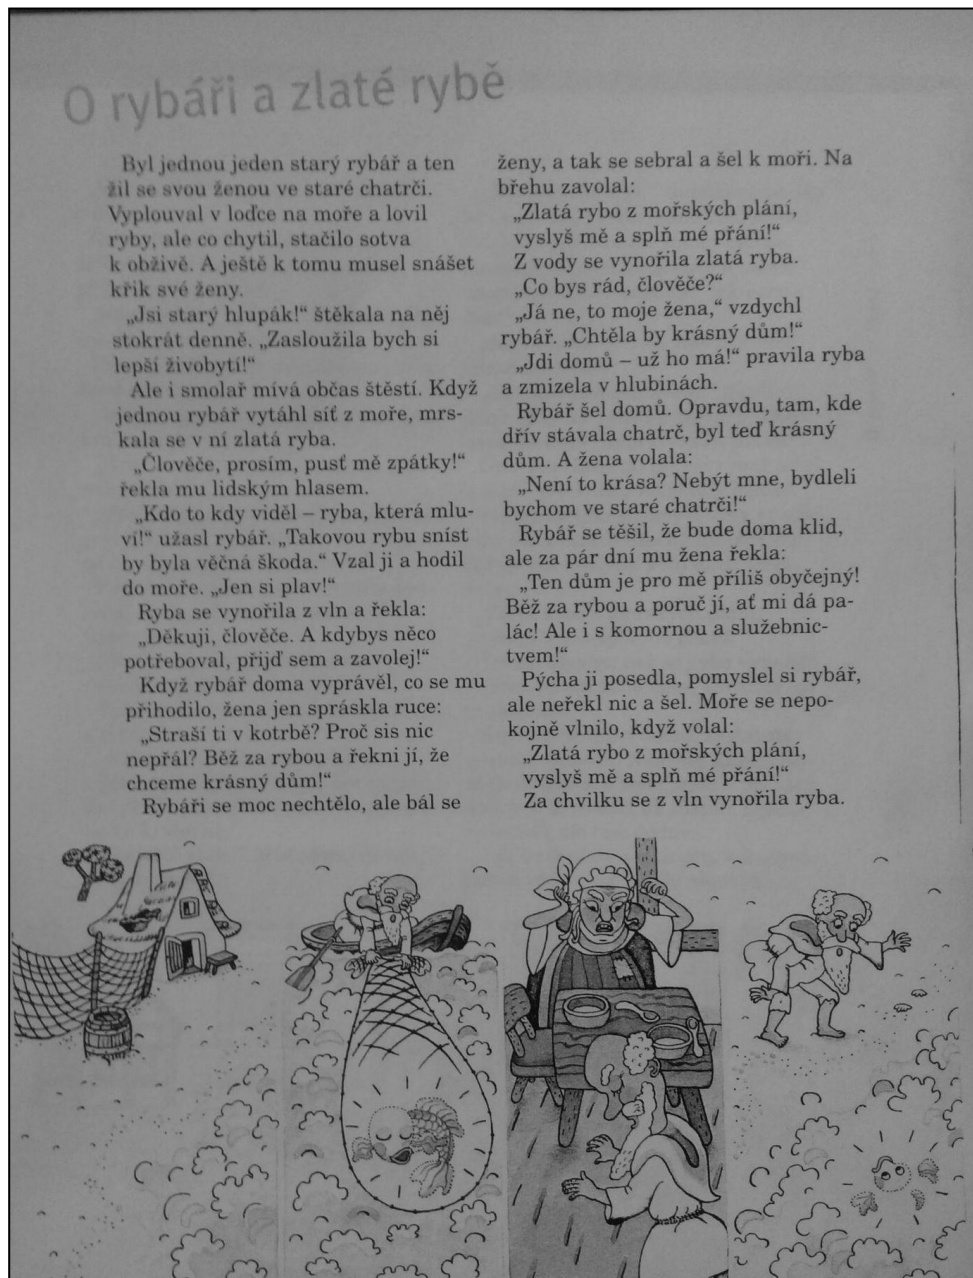 O rybáři a zlaté rybě
Byl jednou jeden starý rybář a ten
žil se svou ženou ve staré chatrči.
Vyplouval v loďce na moře a lovil
ryby, ale co chytil, stačilo sotva
k obživě. A ještě k tomu musel snášet
křik své ženy.
„Jsi starý hlupák!“ štěkala na něj
stokrát denně. „Zasloužila bych si
lepší živobytí!“
Ale i smolař mívá občas štěstí. Když
jednou rybář vytáhl síť z moře, mrs-
kala se v ní zlatá ryba.
„Člověče, prosím, pusť mě zpátky!“
řekla mu lidským hlasem.
„Kdo to kdy viděl – ryba, která mlu-
ví!“ užasl rybář. „Takovou rybu sníst
by byla věčná škoda.“ Vzal ji a hodil
do moře. „Jen si plav!“
Ryba se vynořila z vln a řekla:
„Děkuji, člověče. A kdybys něco
potřeboval, přijď sem a zavolej!“
Když rybář doma vyprávěl, co se mu
přihodilo, žena jen spráskla ruce:
„Straší ti v kotrbě? Proč sis nic
nepřál? Běž za rybou a řekni jí, že
chceme krásný dům!“
Rybáři se moc nechtělo, ale bál se
ženy, a tak se sebral a šel k moři. Na
břehu zavolal:
„Zlatá rybo z mořských plání,
vyslyš mě a splň mé přání!“
Z vody se vynořila zlatá ryba.
„Co bys rád, člověče?“
„Já ne, to moje žena,“ vzdychl
rybář. „Chtěla by krásný dům!“
„Jdi domů – už ho má!“ pravila ryba
a zmizela v hlubinách.
Rybář šel domů. Opravdu, tam, kde
dřív stávala chatrč, byl teď krásný
dům. A žena volala:
„Není to krása? Nebýt mne, bydleli
bychom ve staré chatrči!“
Rybář se těšil, že bude doma klid,
ale za pár dní mu žena řekla:
„Ten dům je pro mě příliš obyčejný!
Běž za rybou a poruč jí, ať mi dá pa-
lác! Ale i s komornou a služebnic-
tvem!“
Pýcha ji posedla, pomyslel si rybář,
ale neřekl nic a šel. Moře se nepo-
kojně vlnilo, když volal:
„Zlatá rybo z mořských plání,
vyslyš mě a splň mé přání!“
Za chvilku se z vln vynořila ryba.